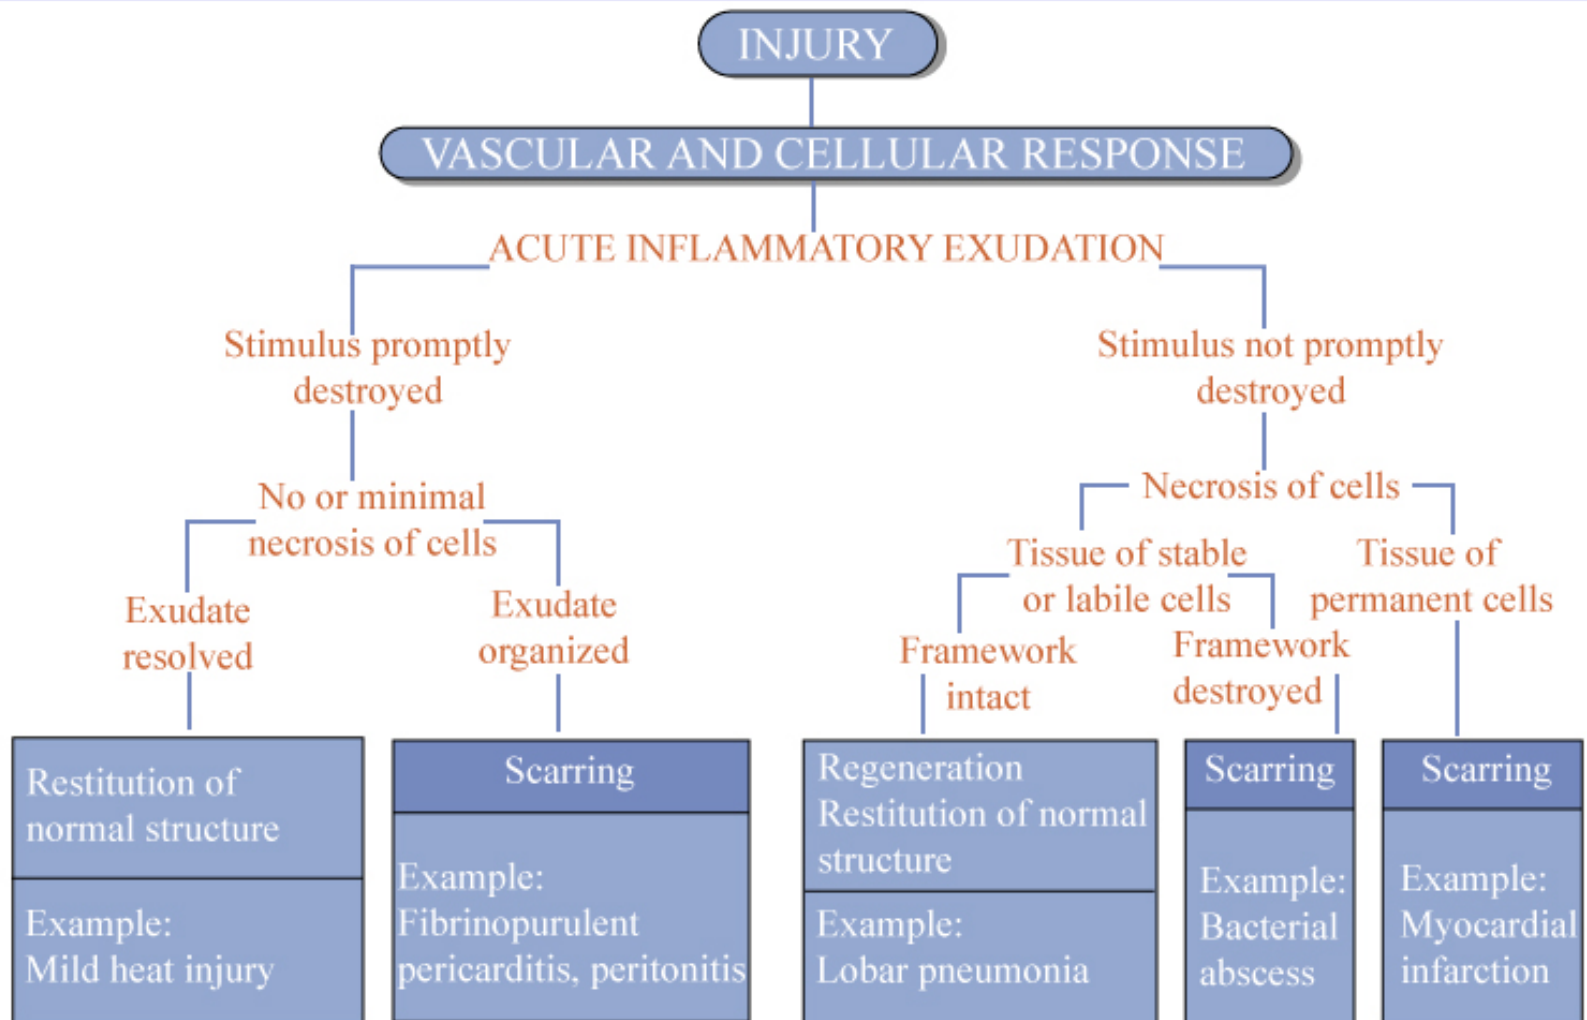 INJURY
VASCULAR AND CELLULAR RESPONSE
ACUTE INFLAMMATORY EXUDATION
Stimulus promptly
destroyed
Stimulus not promptly
destroyed
No or minimal
necrosis of cells
Necrosis of cells
Exudate
resolved
Exudate
organized
Tissue of stable
or labile cells
Tissue of
permanent cells
Framework
intact
Framework
destroyed
Restitution of
normal structure
Example:
Mild heat injury
Scarring
Example:
Fibrinopurulent
pericarditis, peritonitis
Regeneration
Restitution of normal
structure
Example:
Lobar pneumonia
Scarring
Example:
Bacterial
abscess
Scarring
Example:
Myocardial
infarction